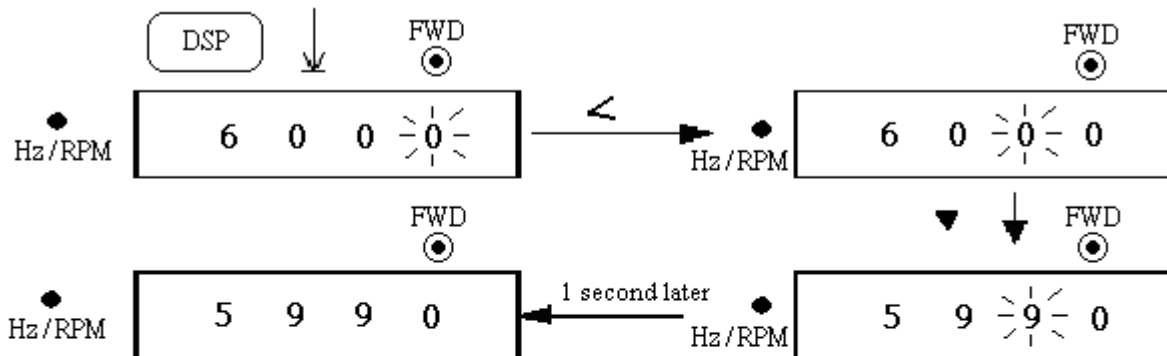 DSP
FWD
FWD
6 0 0 0
<
6 0 0 0
Hz/RPM
Hz/RPM
FWD
FWD
5 9 9 0
1 second later
5 9 9 0
Hz/RPM
Hz/RPM